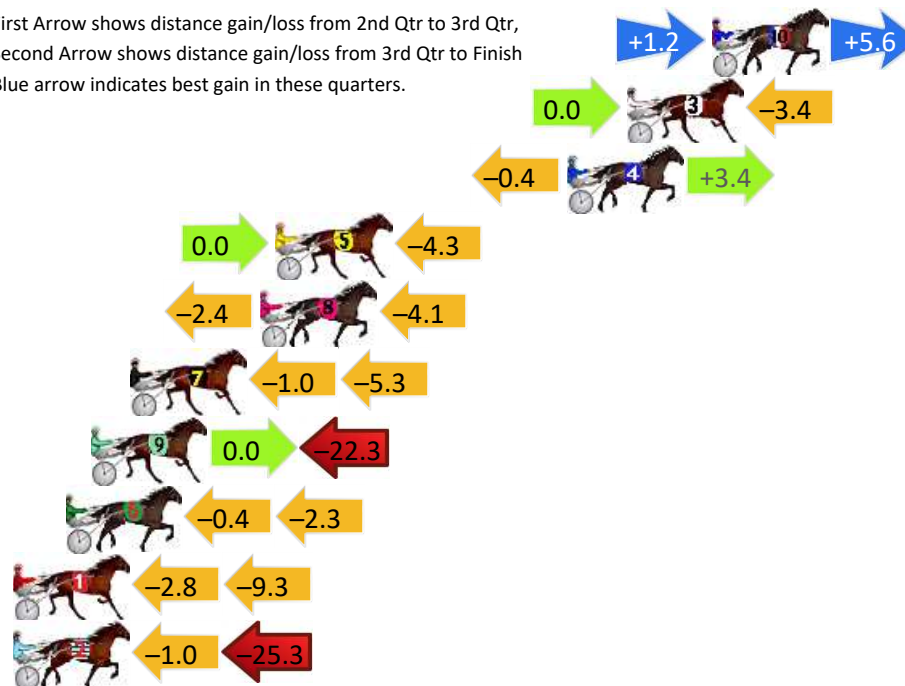 irst Arrow shows distance gain/loss from 2nd Qtr to 3rd Qtr,
econd Arrow shows distance gain/loss from 3rd Qtr to Finish
lue arrow indicates best gain in these quarters.
+1.2 10 +5.6
0.0 3 −3.4
−0.4 4 +3.4
0.0 5 −4.3
−2.4 8 −4.1
7 −1.0 −5.3
9 0.0 −22.3
−0.4 −2.3
1 −2.8 −9.3
2 −1.0 −25.3